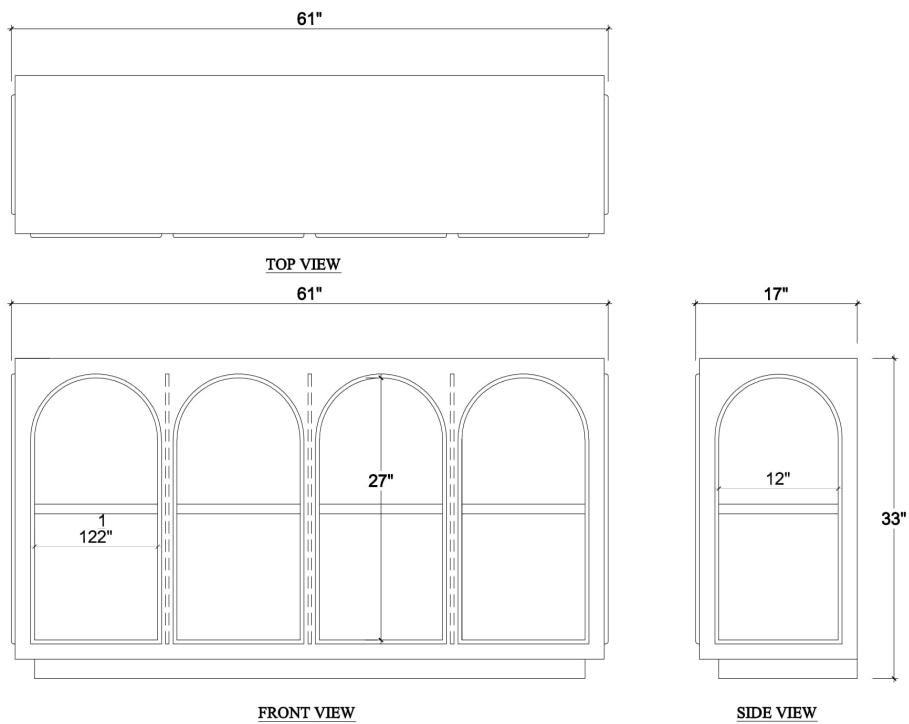 61"
TOP VIEW
61"
17"
27"
12"
1
122"
33"
FRONT VIEW
SIDE VIEW